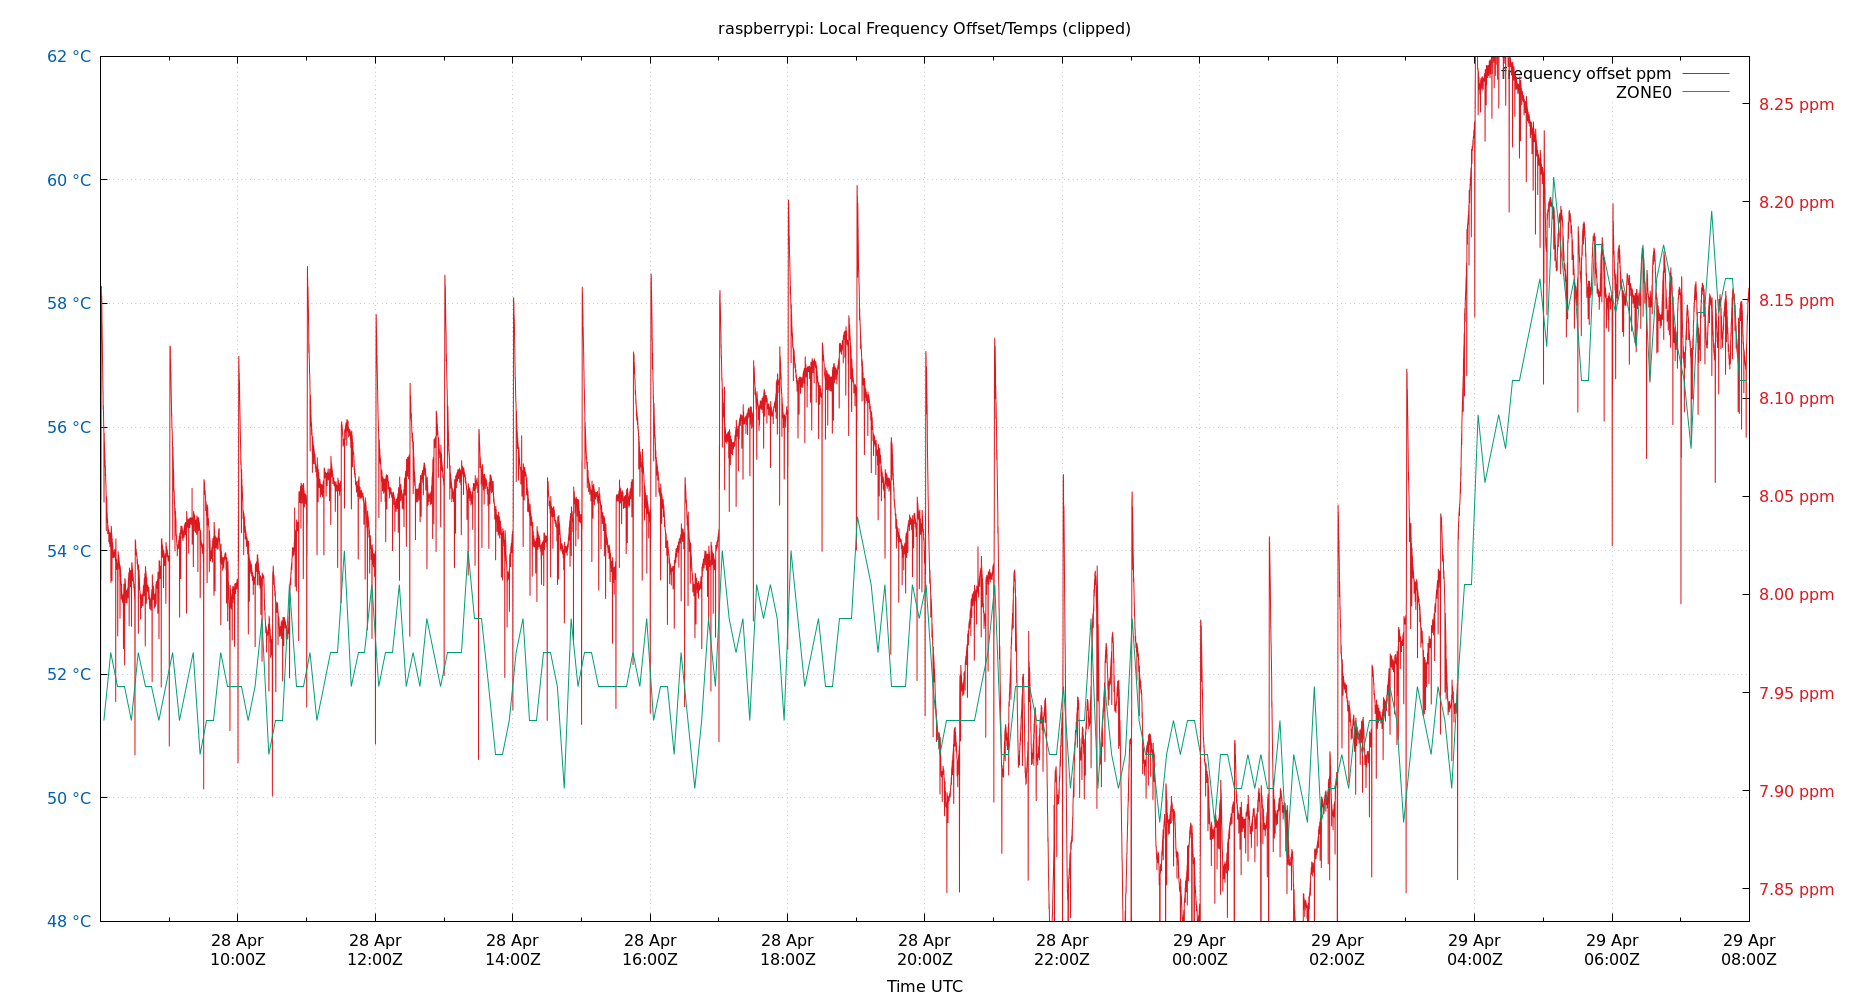 raspberrypi: Local Frequency Offset/Temps (clipped)
62 °C
60 °C
58 °C
56 °C
54 °C
52 °C
50 °C
48 °C
frequency offset ppm
ZONE0
8.25 ppm
8.20 ppm
8.15 ppm
8.10 ppm
8.05 ppm
8.00 ppm
7.95 ppm
7.90 ppm
7.85 ppm
28 Apr
10:00Z
28 Apr
12:00Z
28 Apr
14:00Z
28 Apr
16:00Z
28 Apr
18:00Z
28 Apr
20:00Z
28 Apr
22:00Z
29 Apr
00:00Z
29 Apr
02:00Z
29 Apr
04:00Z
29 Apr
06:00Z
29 Apr
08:00Z
Time UTC